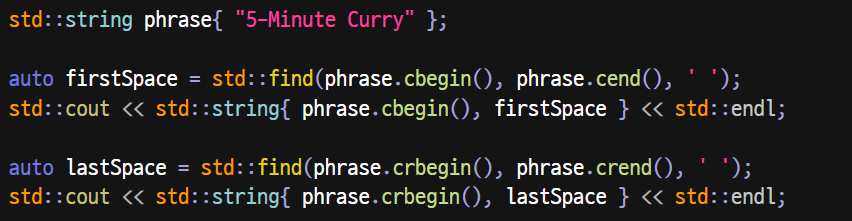 std::string phrase{ "5-Minute Curry" };
auto firstSpace = std::find(phrase.cbegin(), phrase.cend(), ' ');
std::cout << std::string{ phrase.cbegin(), firstSpace } << std::endl;
auto lastSpace = std::find(phrase.crbegin(), phrase.crend(), ' ');
std::cout << std::string{ phrase.crbegin(), lastSpace } << std::endl;